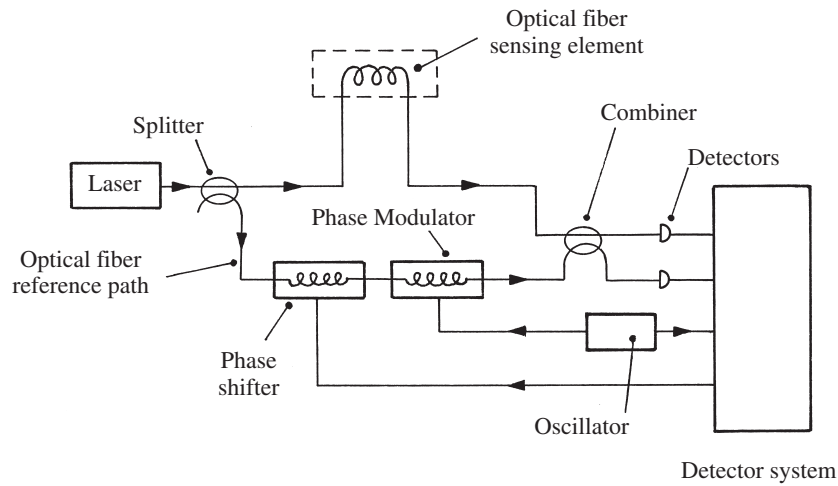 Optical fiber
sensing element
Splitter
Combiner
Laser
Detectors
Phase Modulator
Optical fiber
reference path
Phase
shifter
Oscillator
Detector system